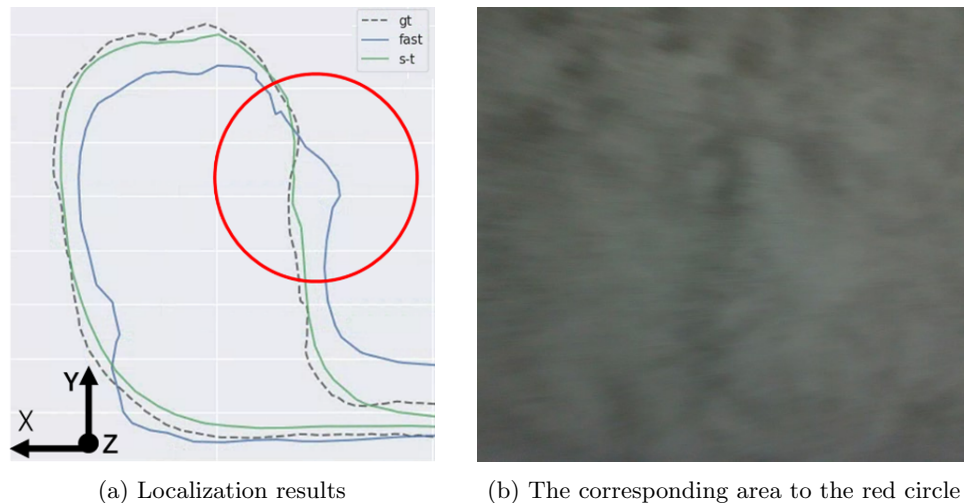 gt
fast
s-t
Y
X
Z
(a) Localization results
(b) The corresponding area to the red circle